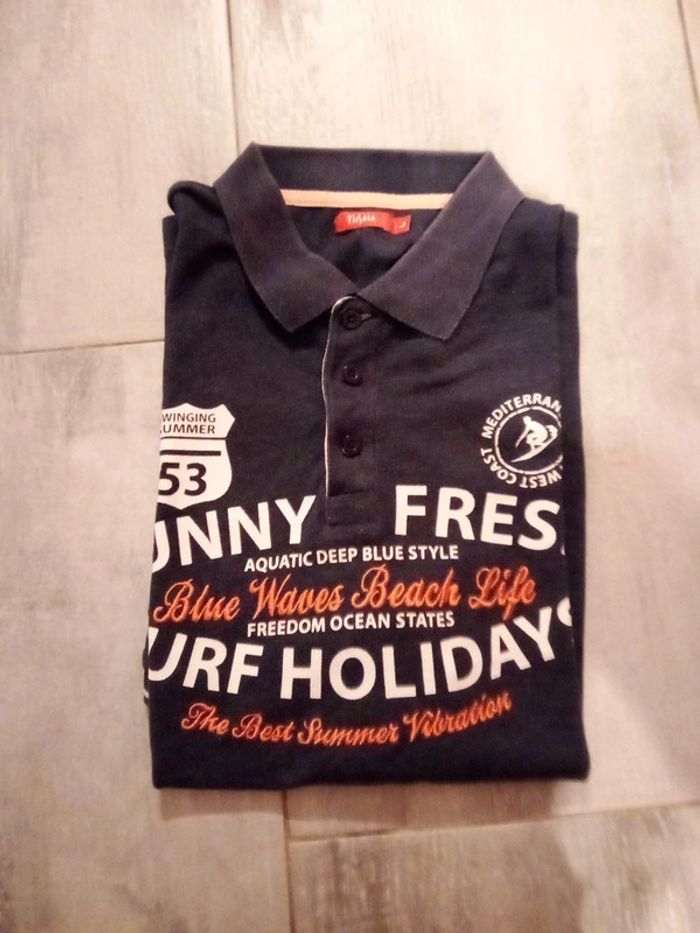 WINGING
UMMER
53
MEDITERRAN
WEST COAST
UNNY FRES
AQUATIC DEEP BLUE STYLE
Blue Waves Beach Life
FREEDOM OCEAN STATES
URF HOLIDAYS
The Best Summer Vibration